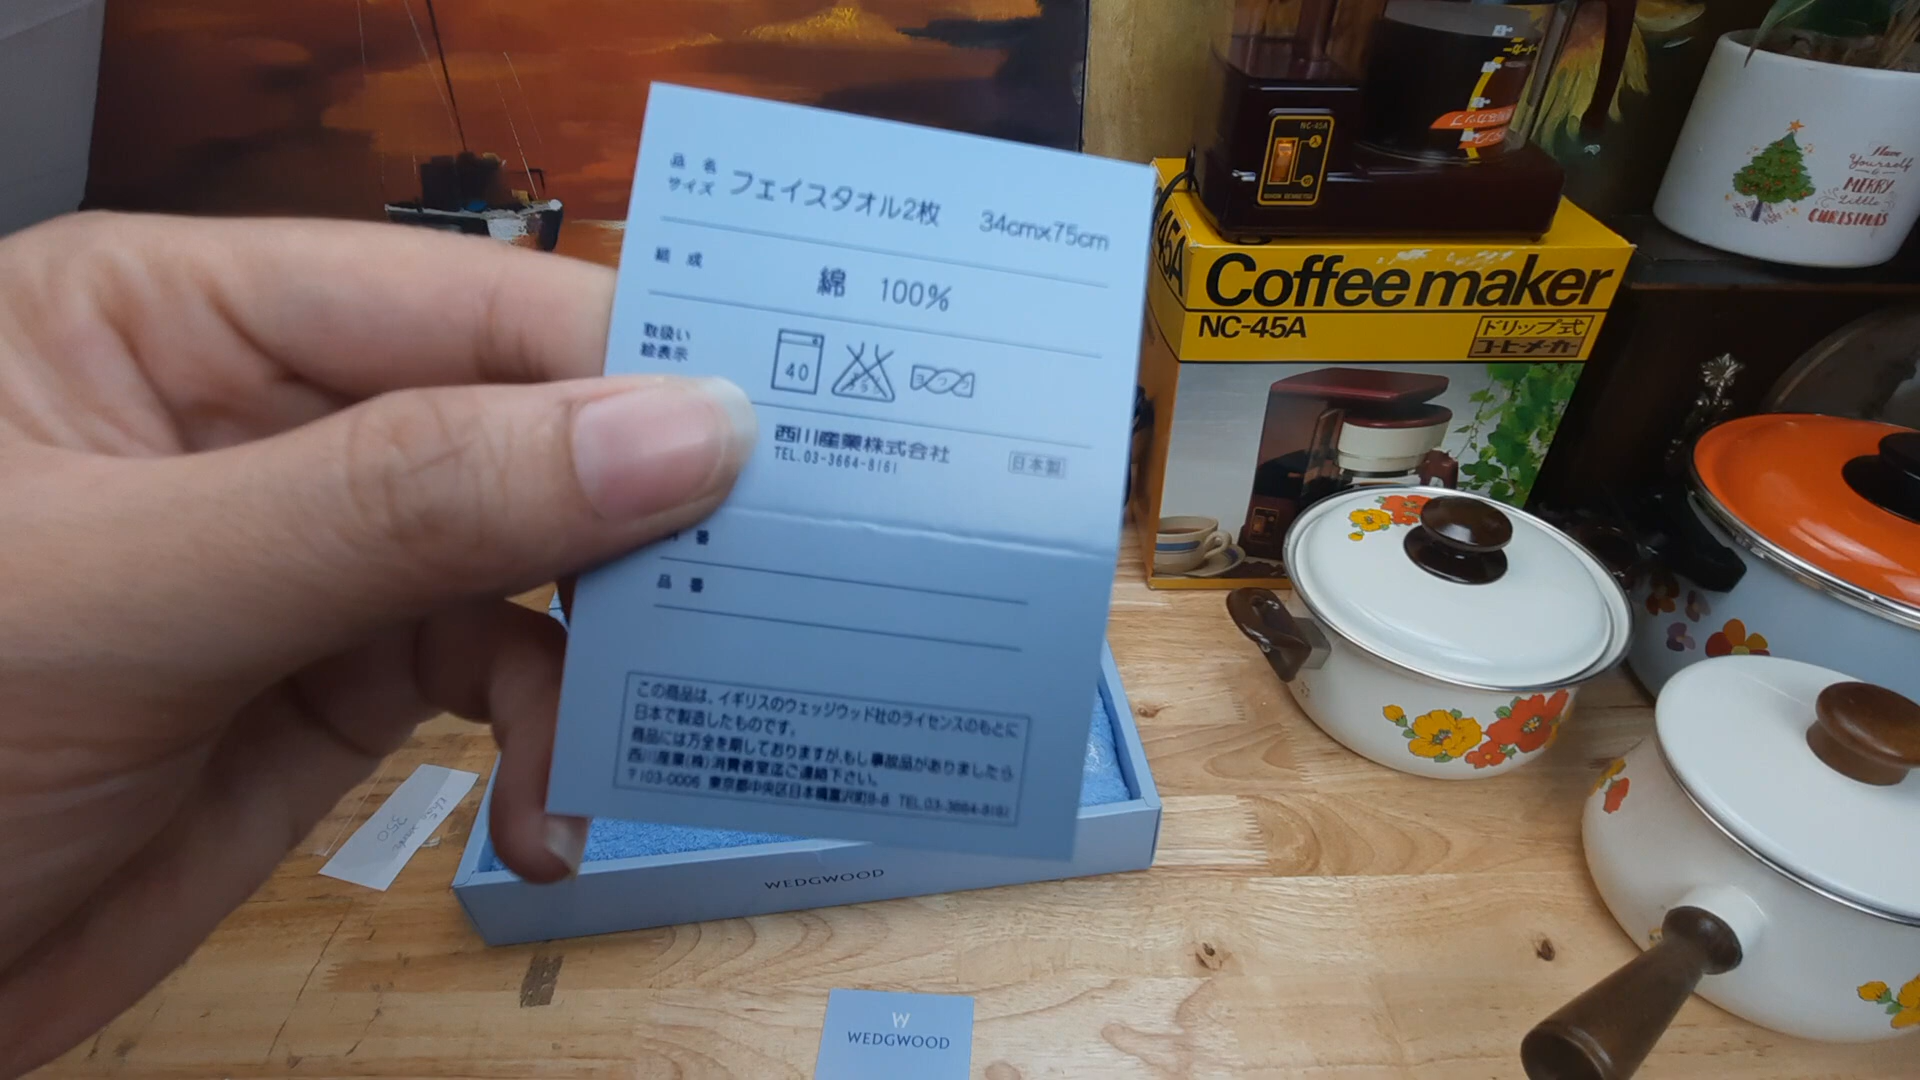 品名
サイズ
フェイスタオル2枚 34cm×75cm
組成
綿 100%
取扱い
絵表示
40
西川産業株式会社
TEL.03-3664-8161
日本製
番
品番
この商品は、イギリスのウェッジウッド社のライセンスのもとに
日本で製造したものです。
商品には万全を期しておりますが、もし事故品がありましたら
西川産業(株)消費者室迄ご連絡下さい。
〒103-0006 東京都中央区日本橋富沢町8-8 TEL.03-3664-8161
WEDGWOOD
W
WEDGWOOD
350
NC-45A
45A
Coffee maker
NC-45A
ドリップ式
コーヒーメーカー
Have
Yourself
a
MERRY
Little
CHRISTMAS